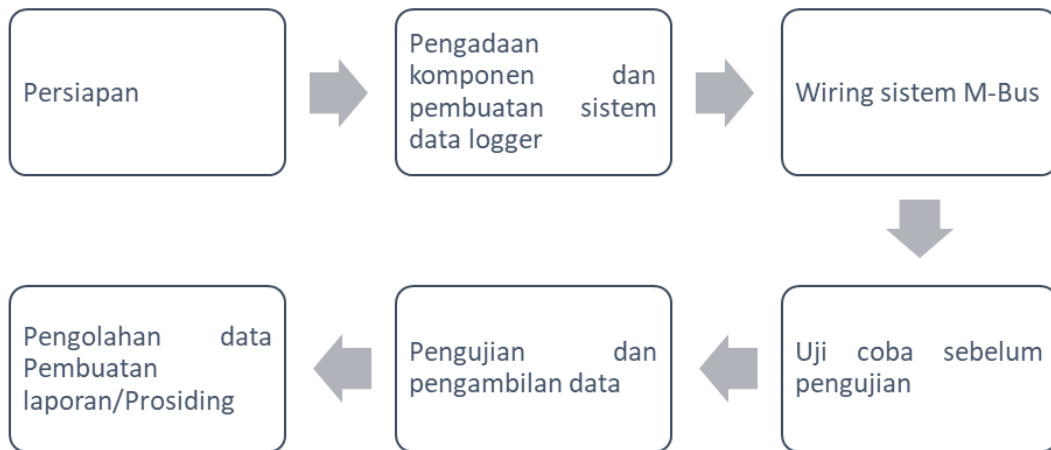 Persiapan
Pengadaan
komponen dan
pembuatan sistem
data logger
Wiring sistem M-Bus
Uji coba sebelum
pengujian
Pengujian dan
pengambilan data
Pengolahan data
Pembuatan
laporan/Prosiding